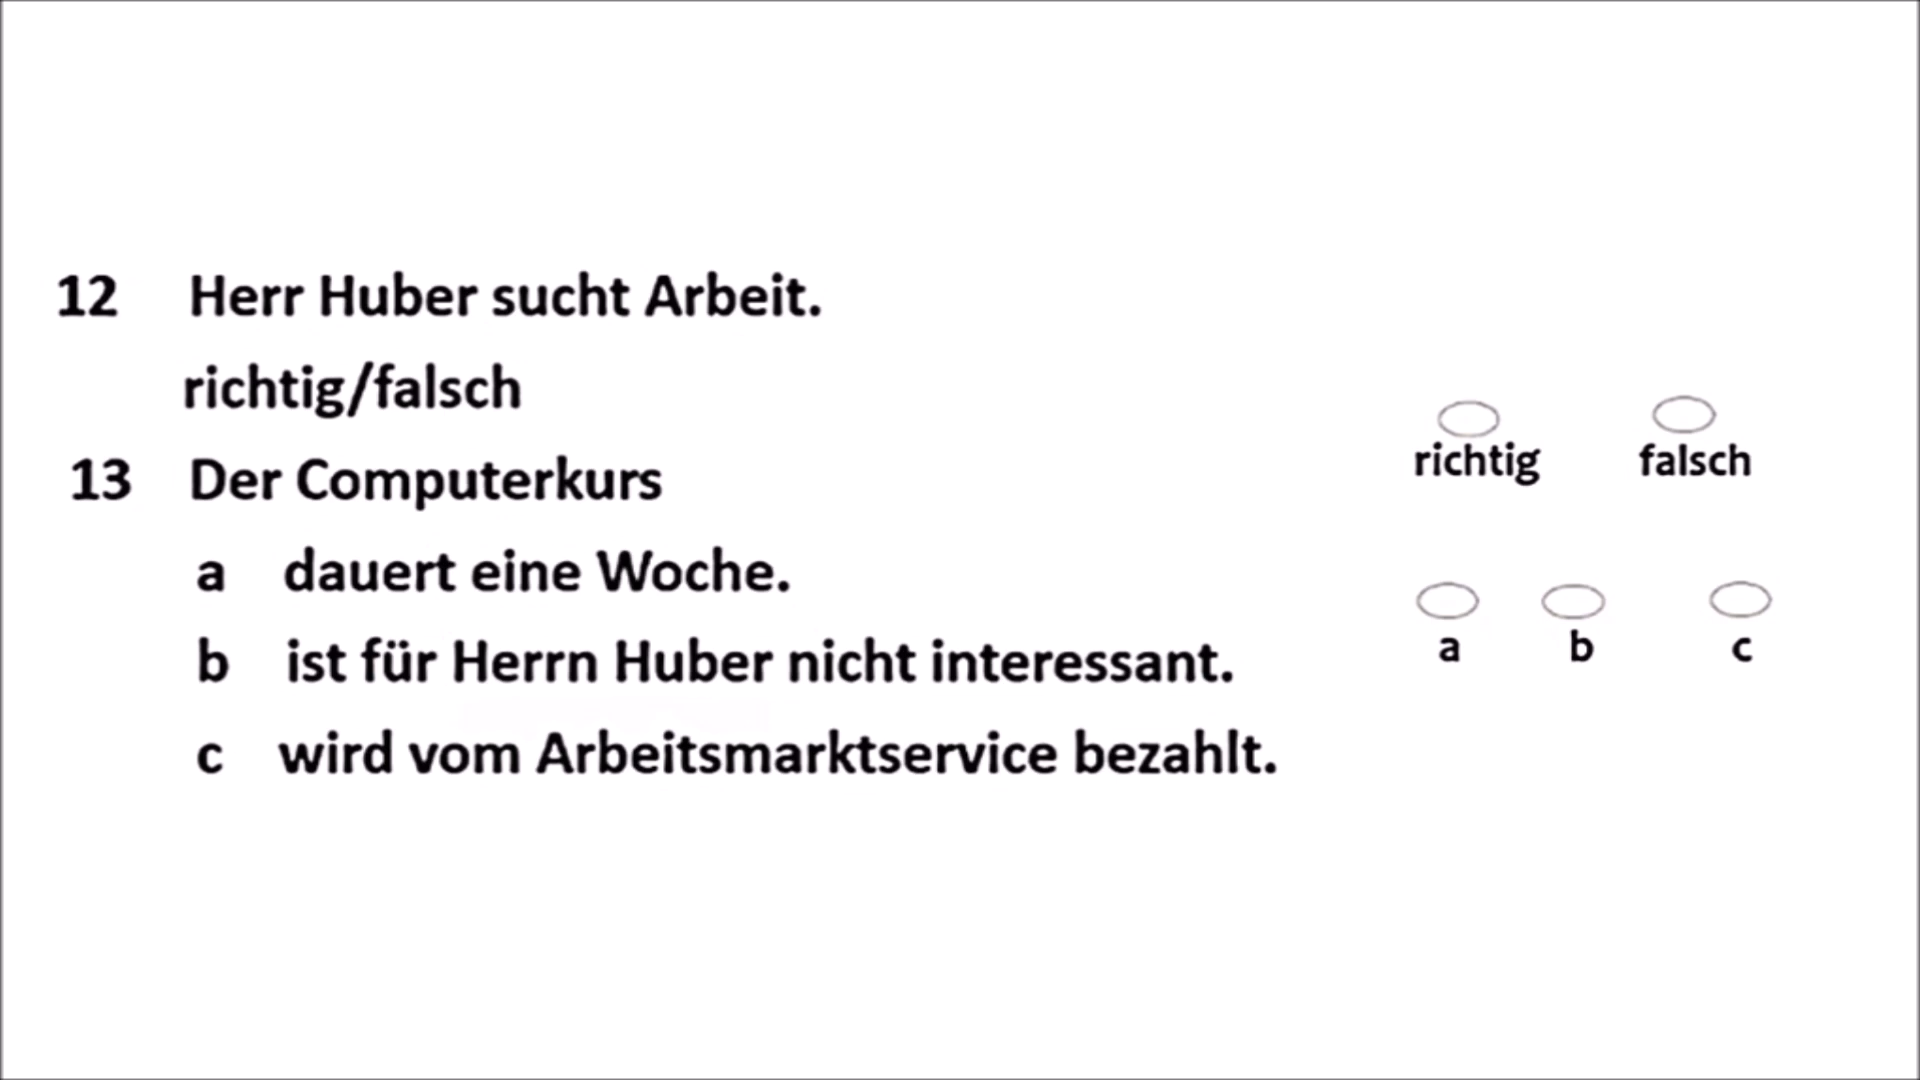 12 Herr Huber sucht Arbeit.
richtig/falsch
richtig falsch
13 Der Computerkurs
a dauert eine Woche.
b ist für Herrn Huber nicht interessant.
c wird vom Arbeitsmarktservice bezahlt.
a b c